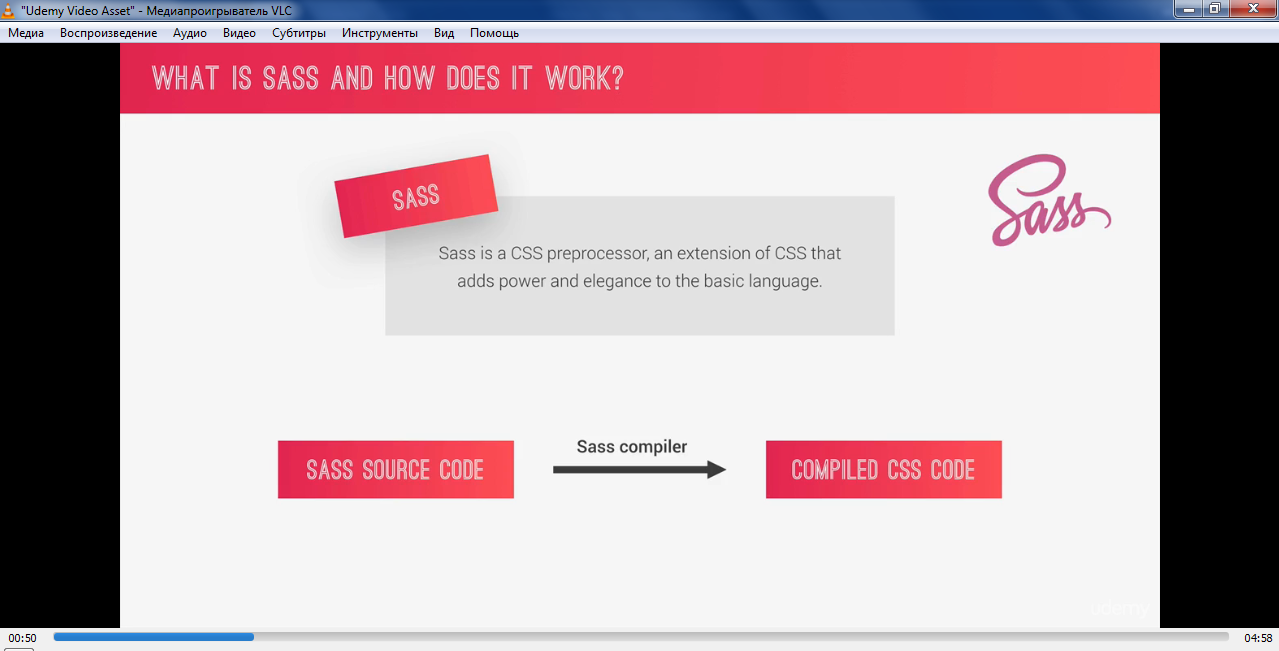 "Udemy Video Asset" - Медиапроигрыватель VLC
Медиа Воспроизведение Аудио Видео Субтитры Инструменты Вид Помощь
WHAT IS SASS AND HOW DOES IT WORK?
SASS
Sass
Sass is a CSS preprocessor, an extension of CSS that
adds power and elegance to the basic language.
Sass compiler
SASS SOURCE CODE
COMPILED CSS CODE
udemy
00:50
04:58